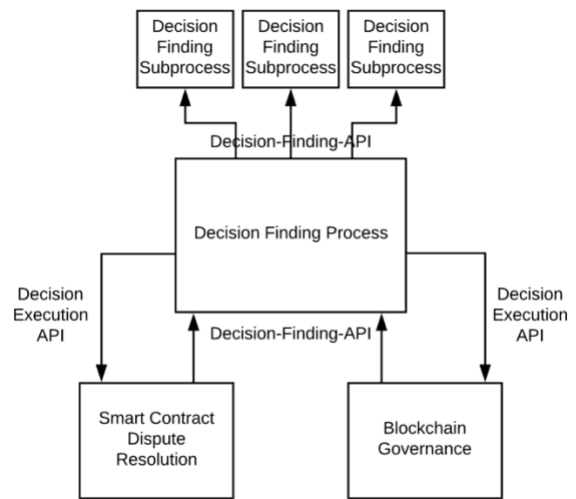 Decision
Finding
Subprocess
Decision
Finding
Subprocess
Decision
Finding
Subprocess
Decision-Finding-API
Decision Finding Process
Decision
Execution
API
Decision
Execution
API
Decision-Finding-API
Smart Contract
Dispute
Resolution
Blockchain
Governance